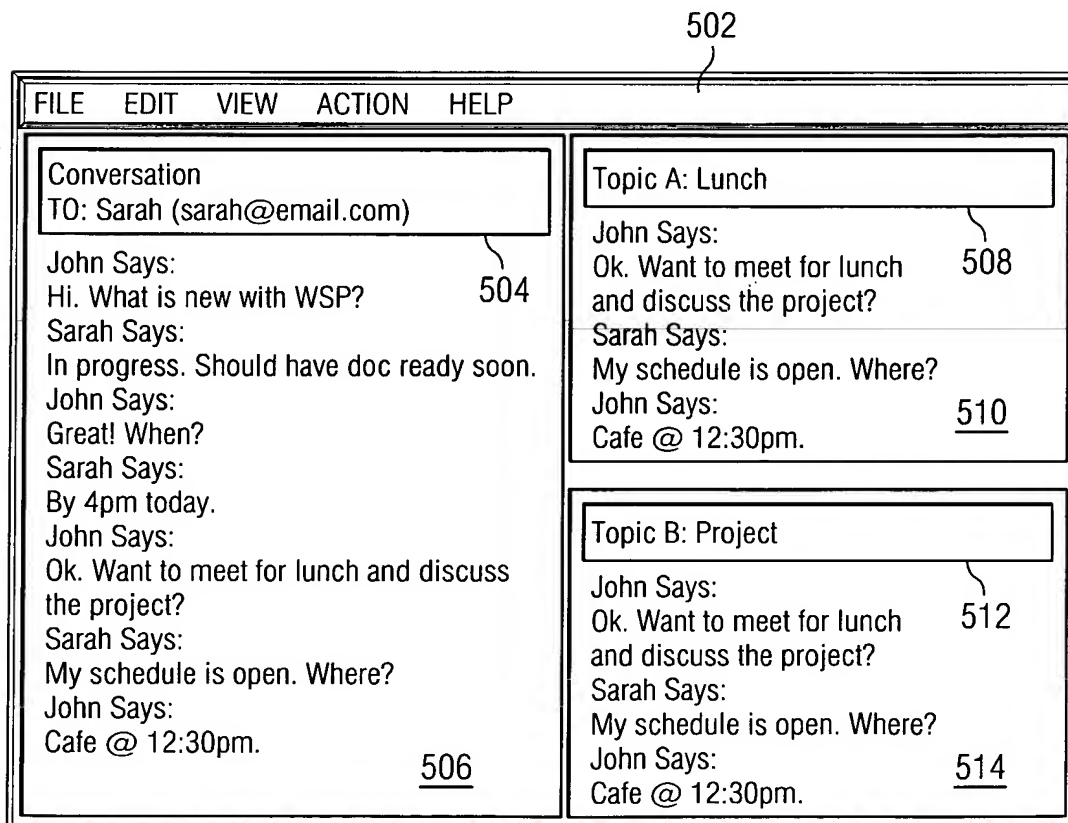 502
FILE EDIT VIEW ACTION HELP
Conversation
TO: Sarah (sarah@email.com)
504
John Says:
Hi. What is new with WSP?
Sarah Says:
In progress. Should have doc ready soon.
John Says:
Great! When?
Sarah Says:
By 4pm today.
John Says:
Ok. Want to meet for lunch and discuss
the project?
Sarah Says:
My schedule is open. Where?
John Says:
Cafe @ 12:30pm.
506
Topic A: Lunch
508
John Says:
Ok. Want to meet for lunch
and discuss the project?
Sarah Says:
My schedule is open. Where?
John Says:
Cafe @ 12:30pm.
510
Topic B: Project
512
John Says:
Ok. Want to meet for lunch
and discuss the project?
Sarah Says:
My schedule is open. Where?
John Says:
Cafe @ 12:30pm.
514